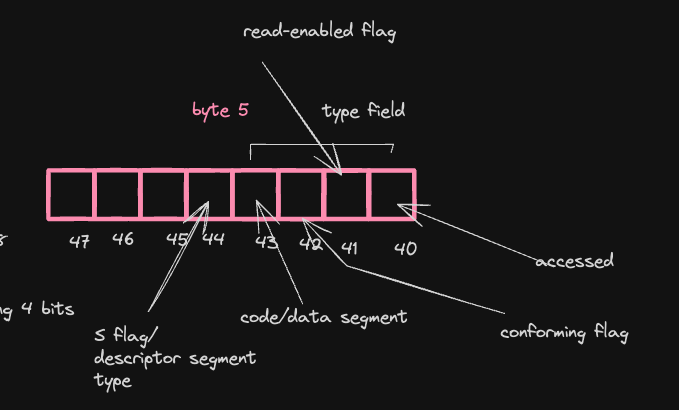 read-enabled flag
byte 5
type field
8
47 46 45 44 43 42 41 40
accessed
ng 4 bits
code/data segment
conforming flag
S flag/
descriptor segment
type